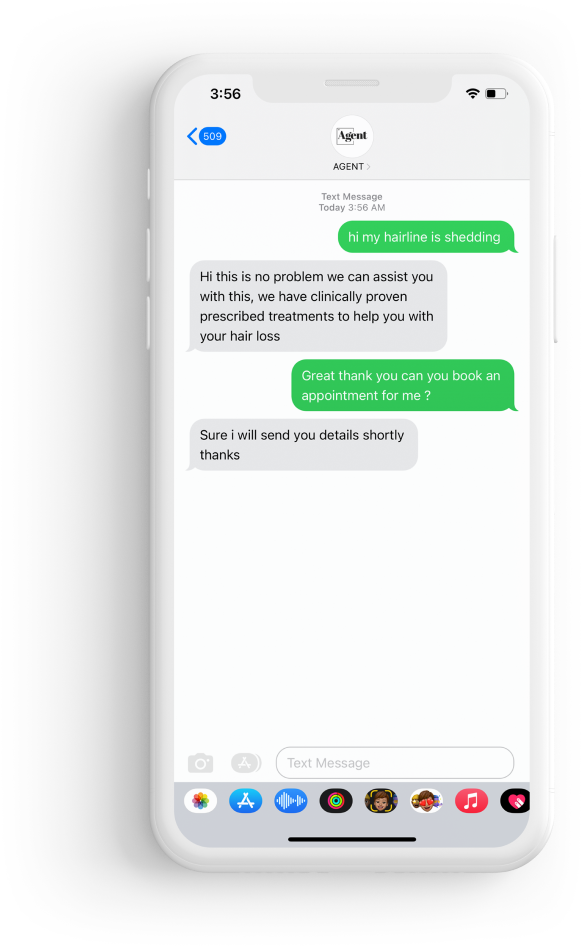 3:56
509
Agent
AGENT
Text Message
Today 3:56 AM
hi my hairline is shedding
Hi this is no problem we can assist you
with this, we have clinically proven
prescribed treatments to help you with
your hair loss
Great thank you can you book an
appointment for me ?
Sure i will send you details shortly
thanks
Text Message